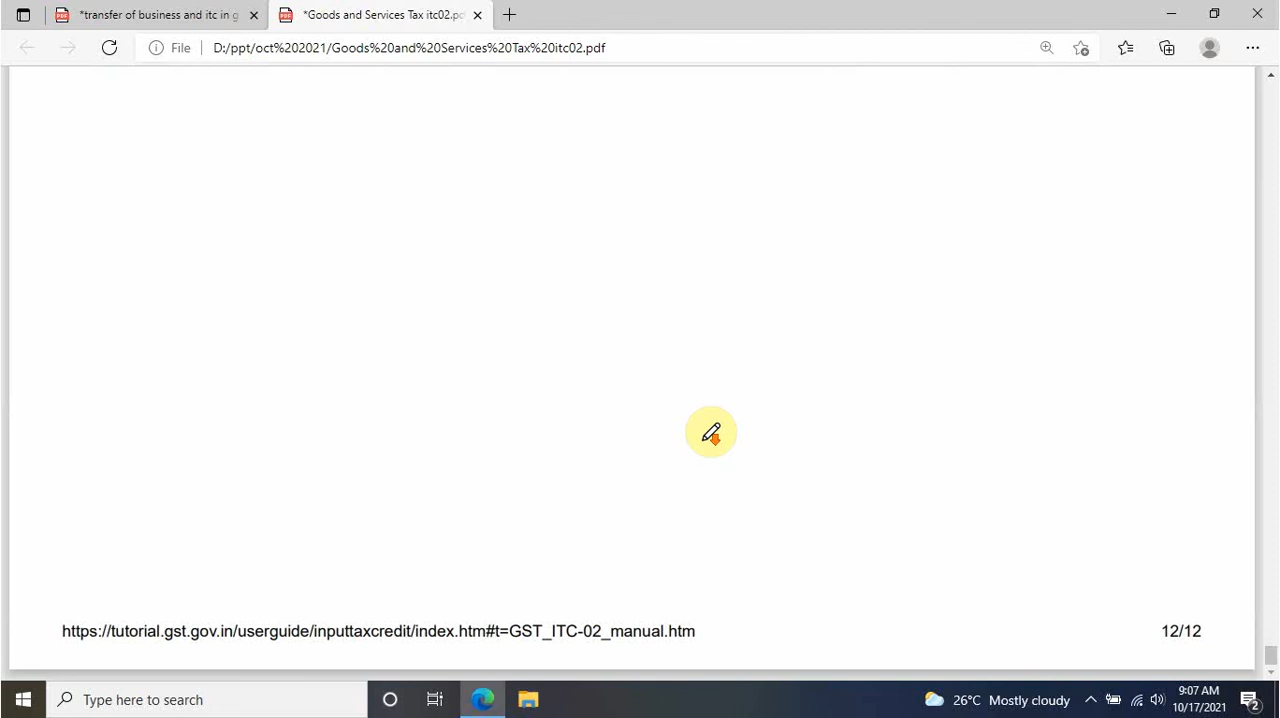 *transfer of business and itc in g
*Goods and Services Tax itc02.pd
File
D:/ppt/oct%202021/Goods%20and%20Services%20Tax%20itc02.pdf
https://tutorial.gst.gov.in/userguide/inputtaxcredit/index.htm#t=GST_ITC-02_manual.htm
12/12
Type here to search
26°C Mostly cloudy
9:07 AM
10/17/2021
2